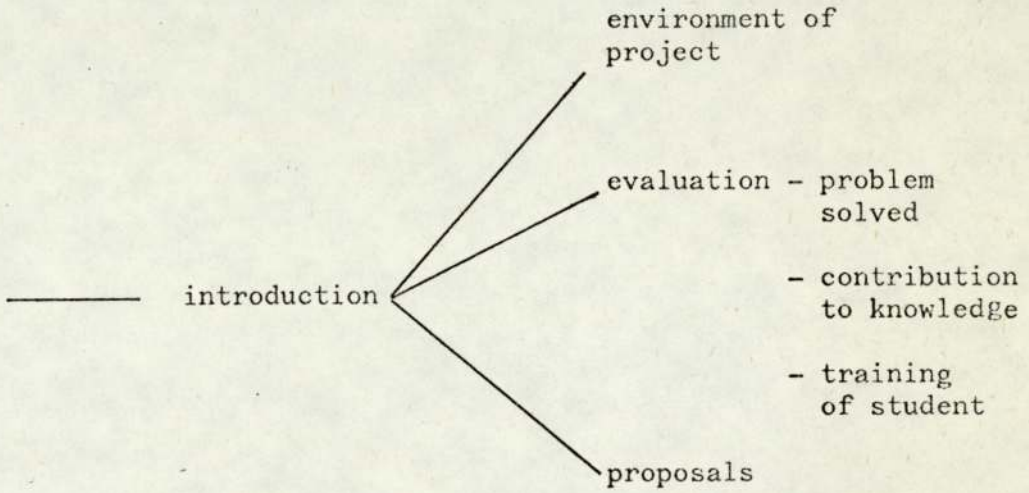 environment of
project
evaluation – problem
solved
introduction
– contribution
to knowledge
– training
of student
proposals